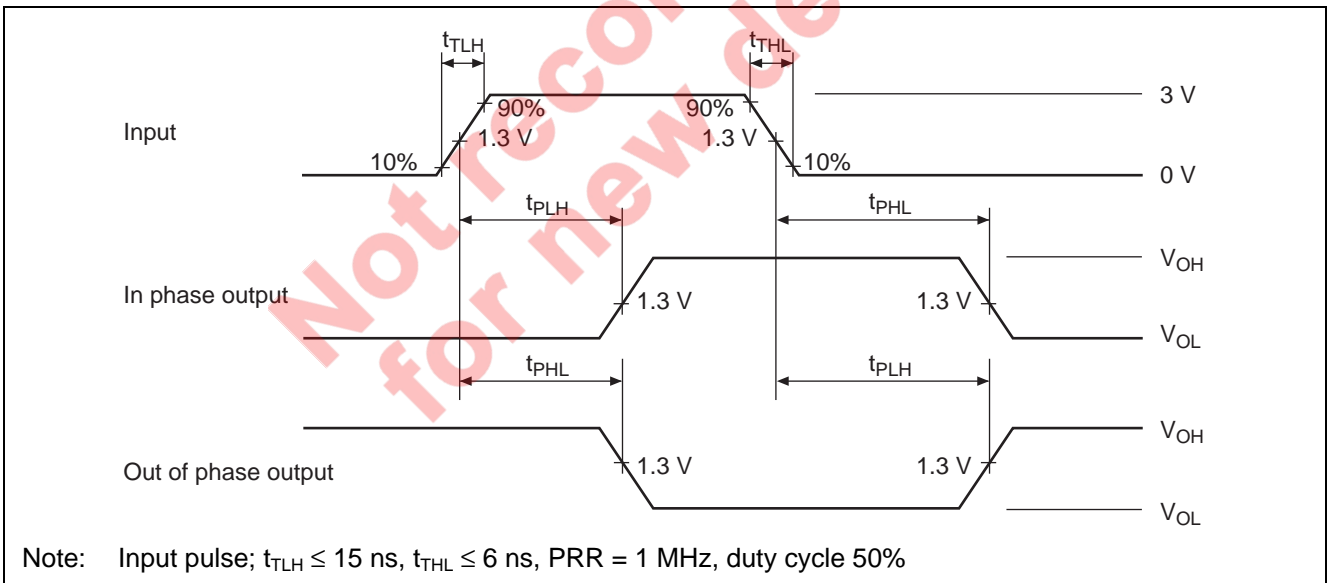 t_TLH t_THL
90% 90% 3 V
Input 1.3 V 1.3 V
10% 10% 0 V
t_PLH t_PHL
V_OH
In phase output 1.3 V 1.3 V
V_OL
t_PHL t_PLH
V_OH
Out of phase output 1.3 V 1.3 V
V_OL
Note: Input pulse; t_TLH ≤ 15 ns, t_THL ≤ 6 ns, PRR = 1 MHz, duty cycle 50%
Not reco
for new de